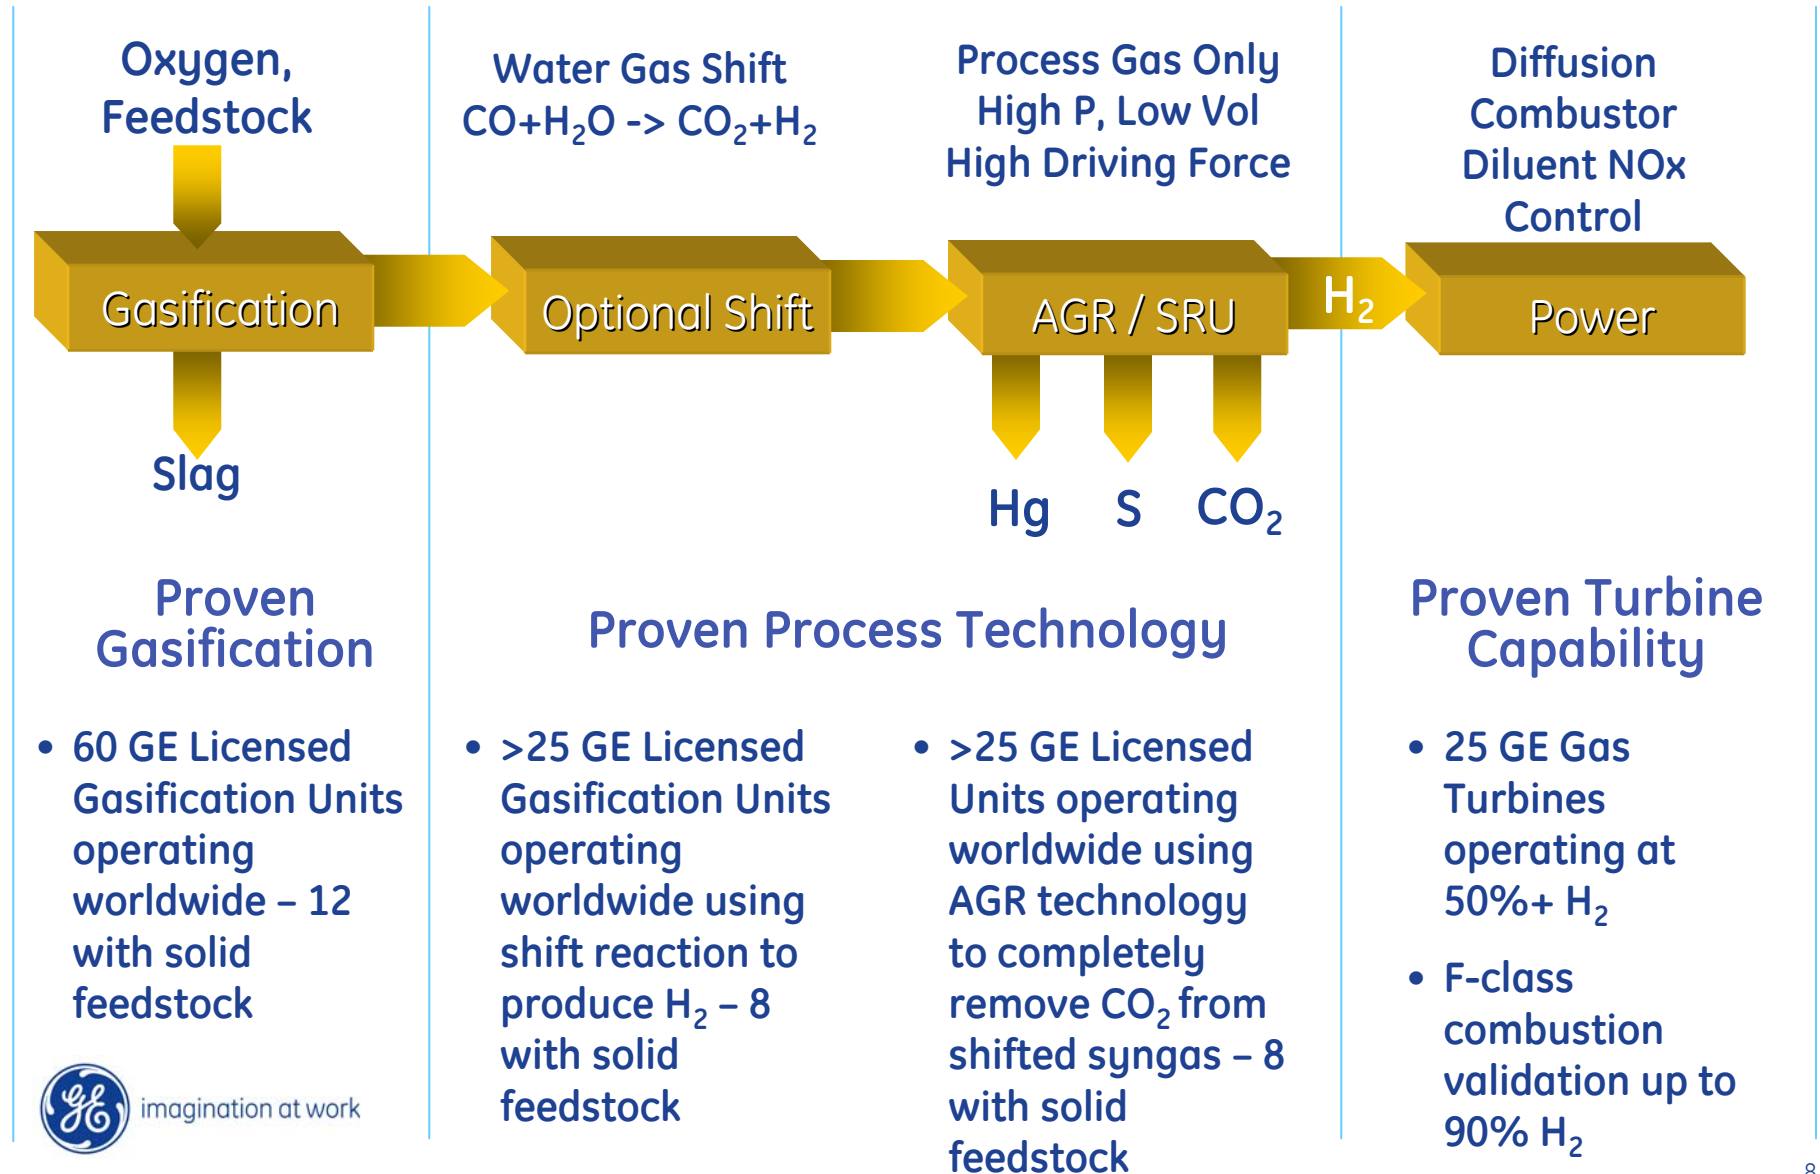 Oxygen,
Feedstock
Water Gas Shift
CO+H₂O -> CO₂+H₂
Process Gas Only
High P, Low Vol
High Driving Force
Diffusion
Combustor
Diluent NOx
Control
Gasification
Optional Shift
AGR / SRU
H₂
Power
Slag
Hg
S
CO₂
Proven
Gasification
Proven Process Technology
Proven Turbine
Capability
• 60 GE Licensed
Gasification Units
operating
worldwide – 12
with solid
feedstock
• >25 GE Licensed
Gasification Units
operating
worldwide using
shift reaction to
produce H₂ – 8
with solid
feedstock
• >25 GE Licensed
Units operating
worldwide using
AGR technology
to completely
remove CO₂ from
shifted syngas – 8
with solid
feedstock
• 25 GE Gas
Turbines
operating at
50%+ H₂
• F-class
combustion
validation up to
90% H₂
GE
imagination at work
8